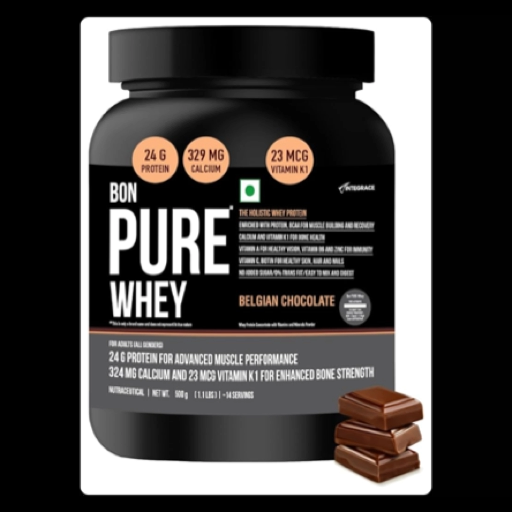 24 G
PROTEIN
329 MG
CALCIUM
23 MCG
VITAMIN K1
INTEGRACE
BON
PURE
WHEY
THE HOLISTIC WHEY PROTEIN
ENRICHED WITH PROTEIN, BCAA FOR MUSCLE BUILDING AND RECOVERY
CALCIUM AND VITAMIN K1 FOR BONE HEALTH
VITAMIN A FOR HEALTHY VISION, VITAMIN B6 AND ZINC FOR IMMUNITY
VITAMIN C, BIOTIN FOR HEALTHY SKIN, HAIR AND NAILS
NO ADDED SUGAR/0% TRANS FAT/EASY TO MIX AND DIGEST
BELGIAN CHOCOLATE
Whey Protein Concentrate with Vitamins and Minerals Powder
FOR ADULTS (ALL GENDERS)
24 G PROTEIN FOR ADVANCED MUSCLE PERFORMANCE
324 MG CALCIUM AND 23 MCG VITAMIN K1 FOR ENHANCED BONE STRENGTH
NUTRACEUTICAL | NET WT. 500 g (1.1 LBS) | ~14 SERVINGS